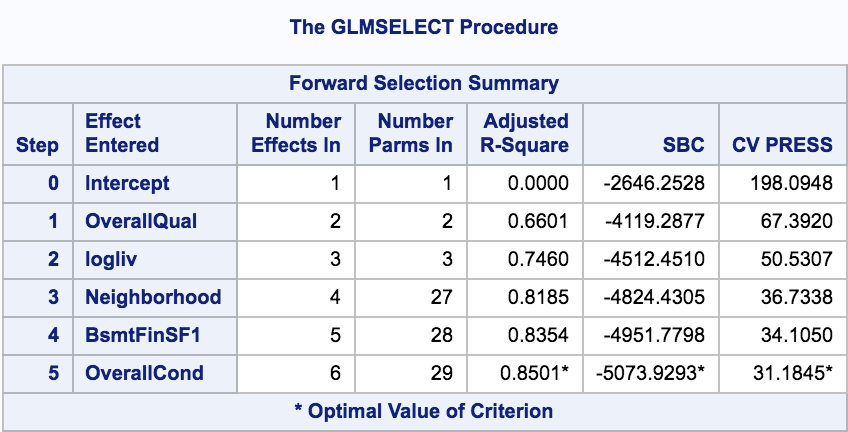 The GLMSELECT Procedure
Forward Selection Summary
Step Effect Entered Number Effects In Number Parms In Adjusted R-Square SBC CV PRESS
0 Intercept 1 1 0.0000 -2646.2528 198.0948
1 OverallQual 2 2 0.6601 -4119.2877 67.3920
2 logliv 3 3 0.7460 -4512.4510 50.5307
3 Neighborhood 4 27 0.8185 -4824.4305 36.7338
4 BsmtFinSF1 5 28 0.8354 -4951.7798 34.1050
5 OverallCond 6 29 0.8501* -5073.9293* 31.1845*
* Optimal Value of Criterion